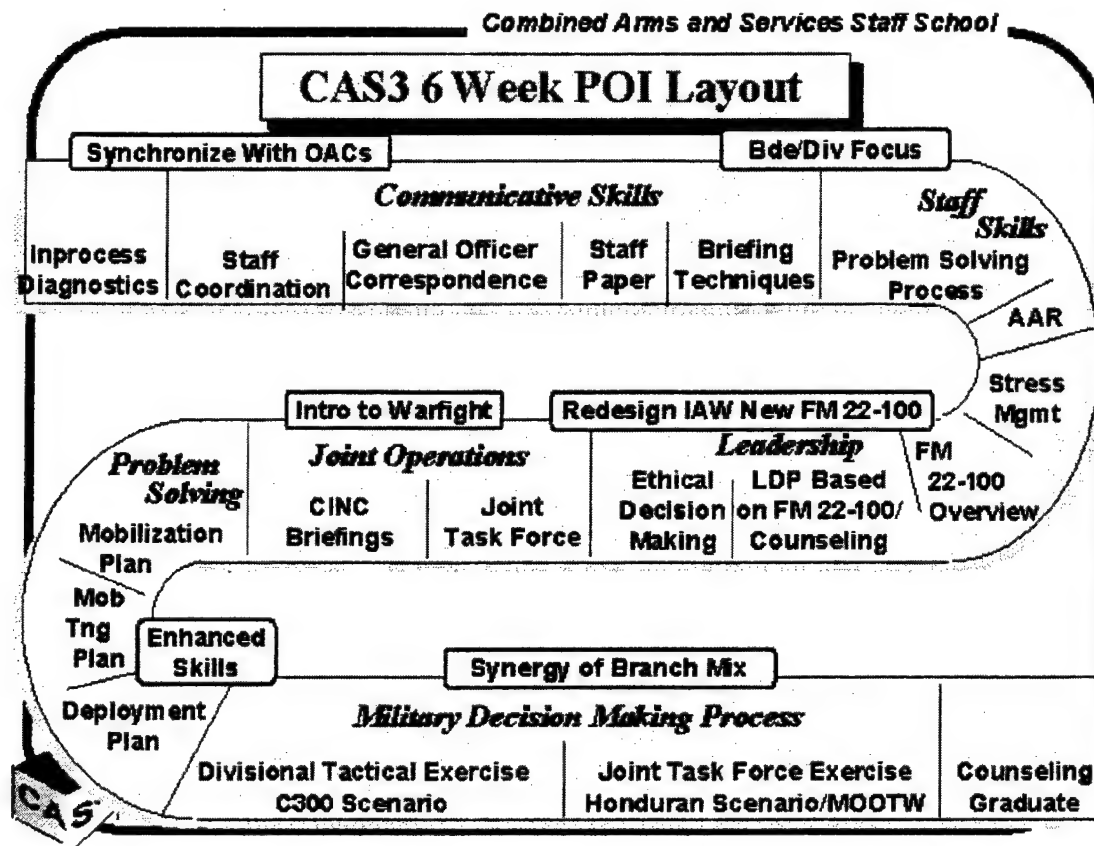 Combined Arms and Services Staff School
CAS3 6 Week POI Layout
Synchronize With OACs
Bde/Div Focus
Communicative Skills
Staff
Skills
Inprocess
Diagnostics
Staff
Coordination
General Officer
Correspondence
Staff
Paper
Briefing
Techniques
Problem Solving
Process
AAR
Stress
Mgmt
FM
22-100
Overview
Redesign IAW New FM 22-100
Leadership
LDP Based
on FM 22-100/
Counseling
Ethical
Decision
Making
Intro to Warfight
Joint Operations
Joint
Task Force
CINC
Briefings
Problem
Solving
Mobilization
Plan
Mob
Tng
Plan
Enhanced
Skills
Deployment
Plan
Synergy of Branch Mix
Military Decision Making Process
Divisional Tactical Exercise
C300 Scenario
Joint Task Force Exercise
Honduran Scenario/MOOTW
Counseling
Graduate
CAS